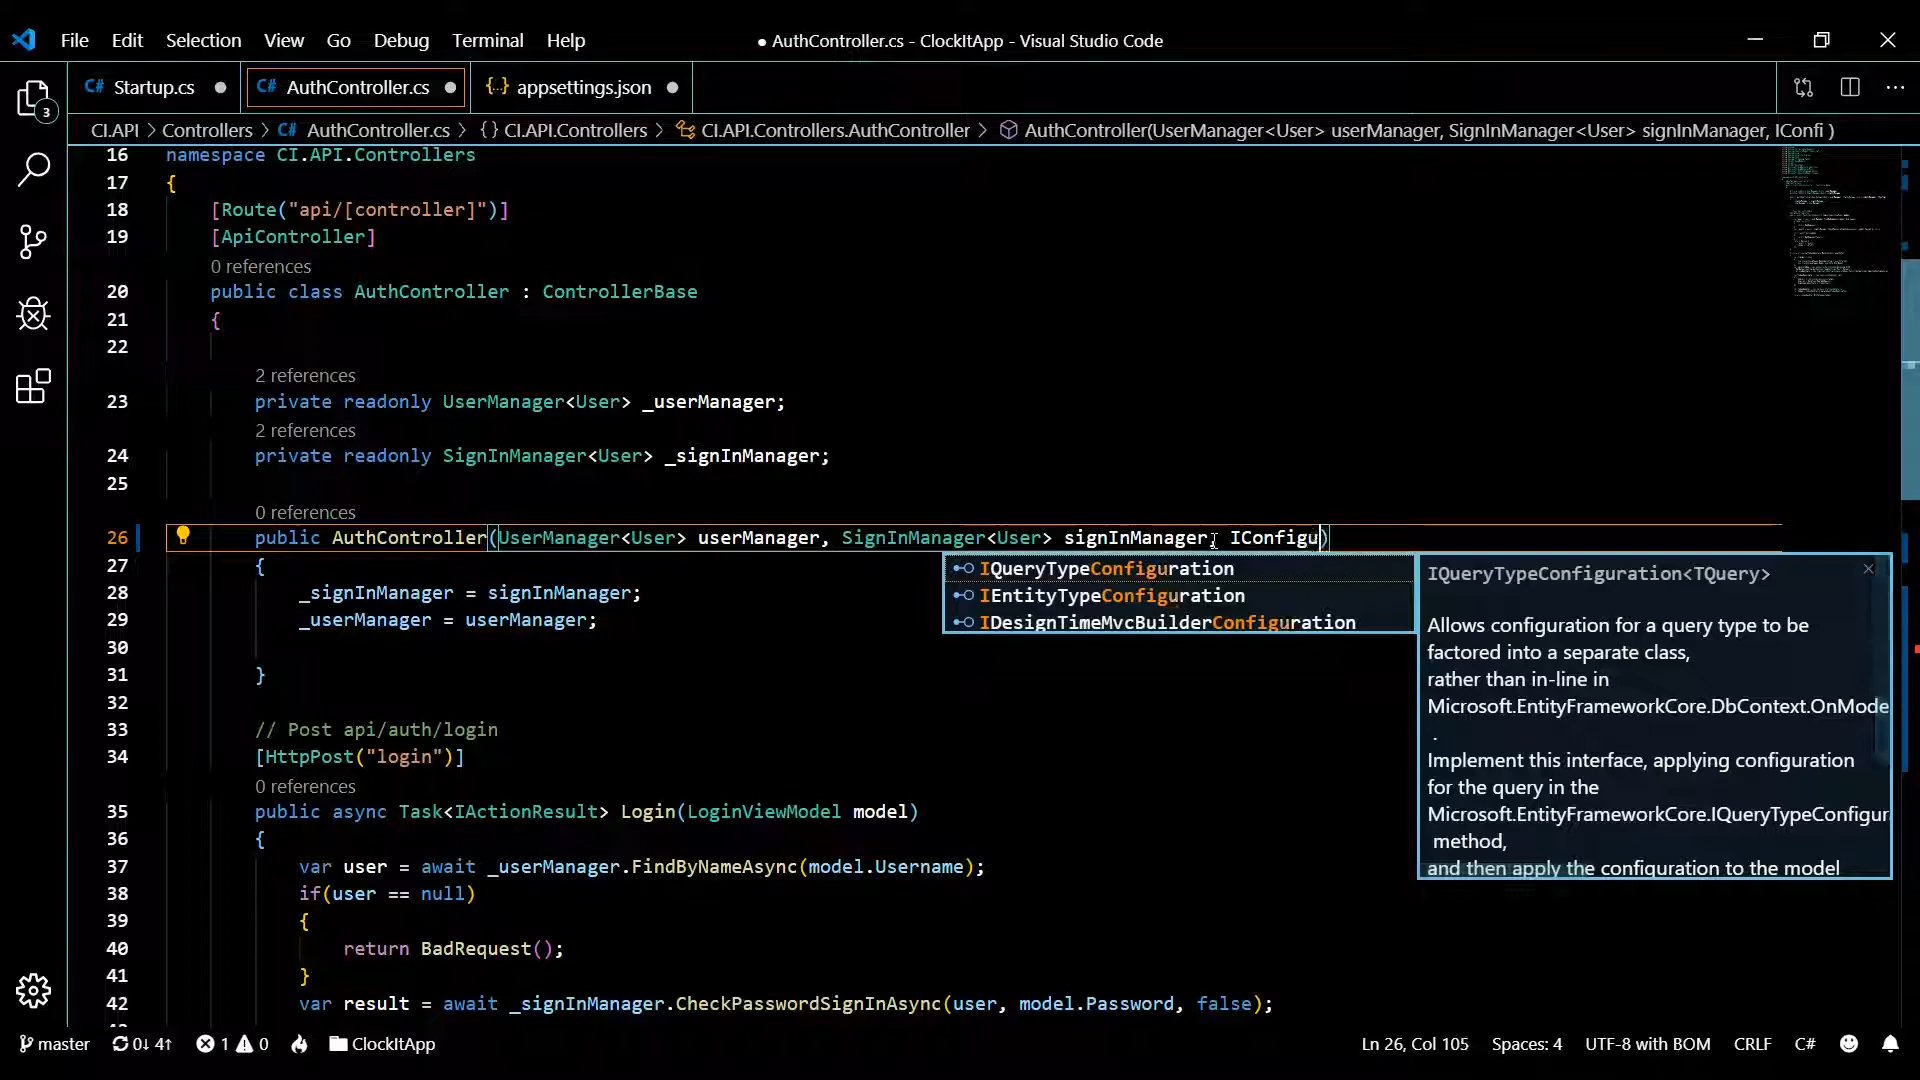 File Edit Selection View Go Debug Terminal Help
● AuthController.cs - ClockItApp - Visual Studio Code
C# Startup.cs ●
C# AuthController.cs ●
{..} appsettings.json ●
3
CI.API > Controllers > C# AuthController.cs > {} CI.API.Controllers > CI.API.Controllers.AuthController > AuthController(UserManager<User> userManager, SignInManager<User> signInManager, IConfi )
16 namespace CI.API.Controllers
17 {
18 [Route("api/[controller]")]
19 [ApiController]
0 references
20 public class AuthController : ControllerBase
21 {
22
2 references
23 private readonly UserManager<User> _userManager;
2 references
24 private readonly SignInManager<User> _signInManager;
25
0 references
26 public AuthController(UserManager<User> userManager, SignInManager<User> signInManager, IConfigu)
27 {
28 _signInManager = signInManager;
29 _userManager = userManager;
30
31 }
32
33 // Post api/auth/login
34 [HttpPost("login")]
0 references
35 public async Task<IActionResult> Login(LoginViewModel model)
36 {
37 var user = await _userManager.FindByNameAsync(model.Username);
38 if(user == null)
39 {
40 return BadRequest();
41 }
42 var result = await _signInManager.CheckPasswordSignInAsync(user, model.Password, false);
IQueryTypeConfiguration
IEntityTypeConfiguration
IDesignTimeMvcBuilderConfiguration
IQueryTypeConfiguration<TQuery>
Allows configuration for a query type to be
factored into a separate class,
rather than in-line in
Microsoft.EntityFrameworkCore.DbContext.OnMode
.
Implement this interface, applying configuration
for the query in the
Microsoft.EntityFrameworkCore.IQueryTypeConfigur
method,
and then apply the configuration to the model
master 0↓ 4↑ 1 0 ClockItApp
Ln 26, Col 105 Spaces: 4 UTF-8 with BOM CRLF C#